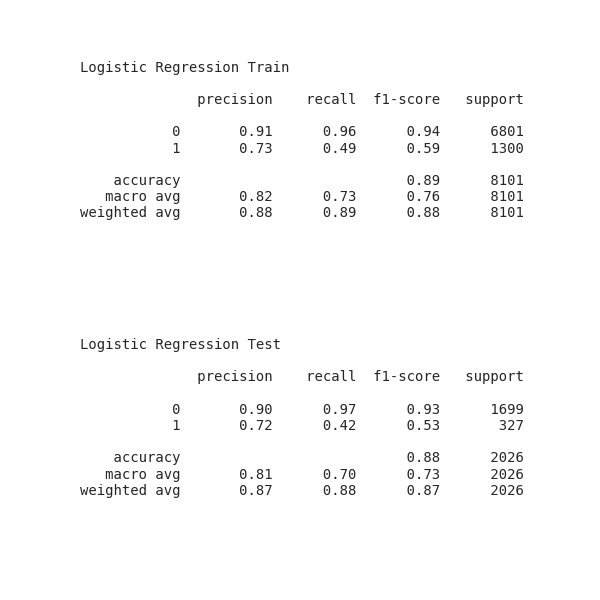 Logistic Regression Train
precision    recall  f1-score   support
0       0.91      0.96      0.94      6801
1       0.73      0.49      0.59      1300
accuracy                           0.89      8101
macro avg       0.82      0.73      0.76      8101
weighted avg       0.88      0.89      0.88      8101
Logistic Regression Test
precision    recall  f1-score   support
0       0.90      0.97      0.93      1699
1       0.72      0.42      0.53       327
accuracy                           0.88      2026
macro avg       0.81      0.70      0.73      2026
weighted avg       0.87      0.88      0.87      2026